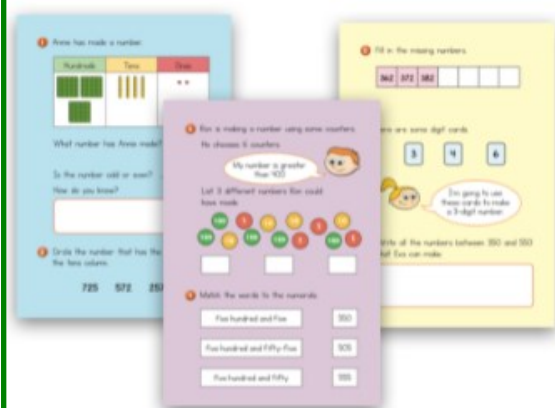 Annie has made a number.
Hundreds Tens Ones
What number has Annie made?
Is the number odd or even?
How do you know?
Circle the number that has the
the tens column.
725 572 257
Ron is making a number using some counters.
He chooses 6 counters.
My number is greater
than 400
List 3 different numbers Ron could
have made.
Match the words to the numerals.
five hundred and five 550
five hundred and fifty-five 505
five hundred and fifty 555
Fill in the missing numbers.
362 372 382
are some digit cards.
3 4 6
I'm going to use
these cards to make
a 3-digit number.
Write all the numbers between 350 and 550
that Eva can make.